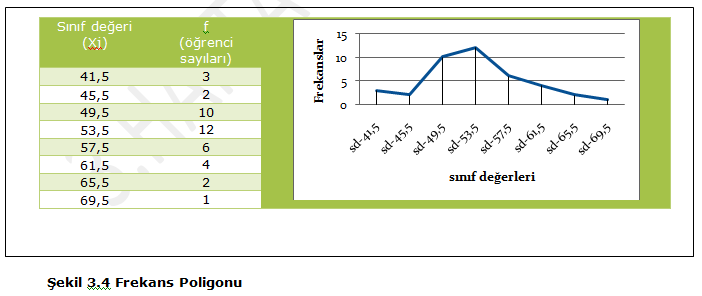 Sınıf değeri (Xi)
f (öğrenci sayıları)
41,5 3
45,5 2
49,5 10
53,5 12
57,5 6
61,5 4
65,5 2
69,5 1
Frekanslar
15
10
5
0
sd-41,5
sd-45,5
sd-49,5
sd-53,5
sd-57,5
sd-61,5
sd-65,5
sd-69,5
sınıf değerleri
Şekil 3.4 Frekans Poligonu